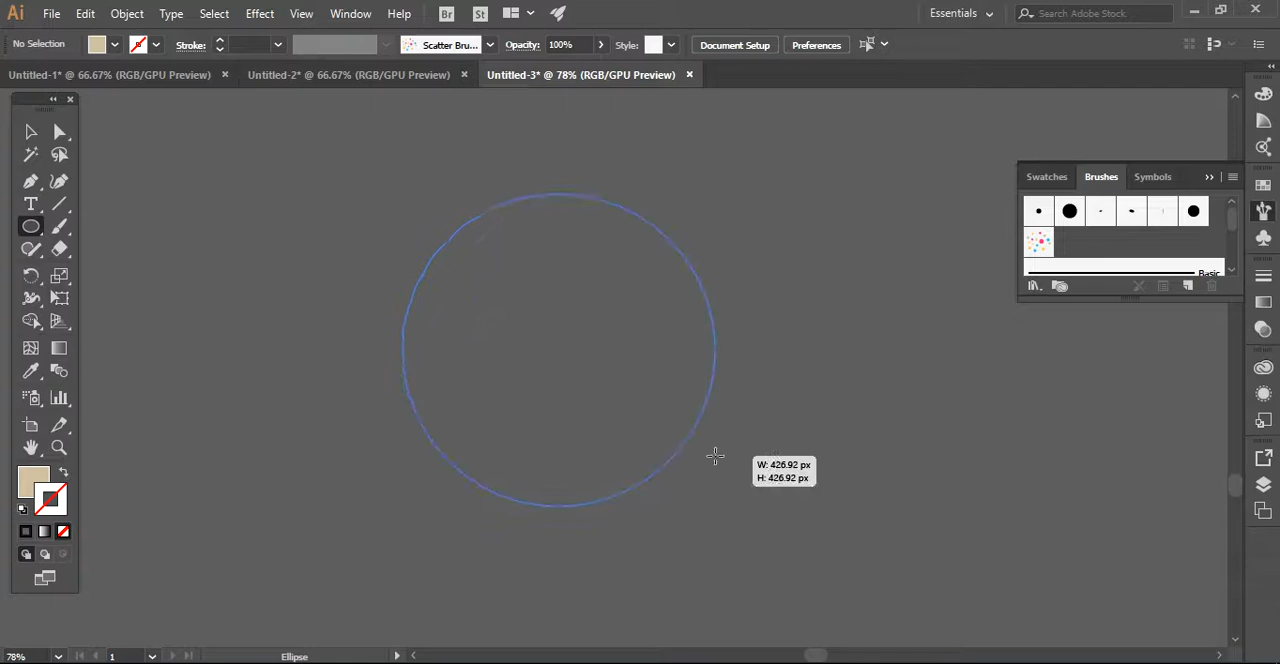 Ai File Edit Object Type Select Effect View Window Help Br St Essentials Search Adobe Stock
No Selection Stroke: Scatter Bru... Opacity: 100% Style: Document Setup Preferences
Untitled-1* @ 66.67% (RGB/GPU Preview) Untitled-2* @ 66.67% (RGB/GPU Preview) Untitled-3* @ 78% (RGB/GPU Preview)
Swatches Brushes Symbols
Basic
W: 426.92 px
H: 426.92 px
78% 1 Ellipse